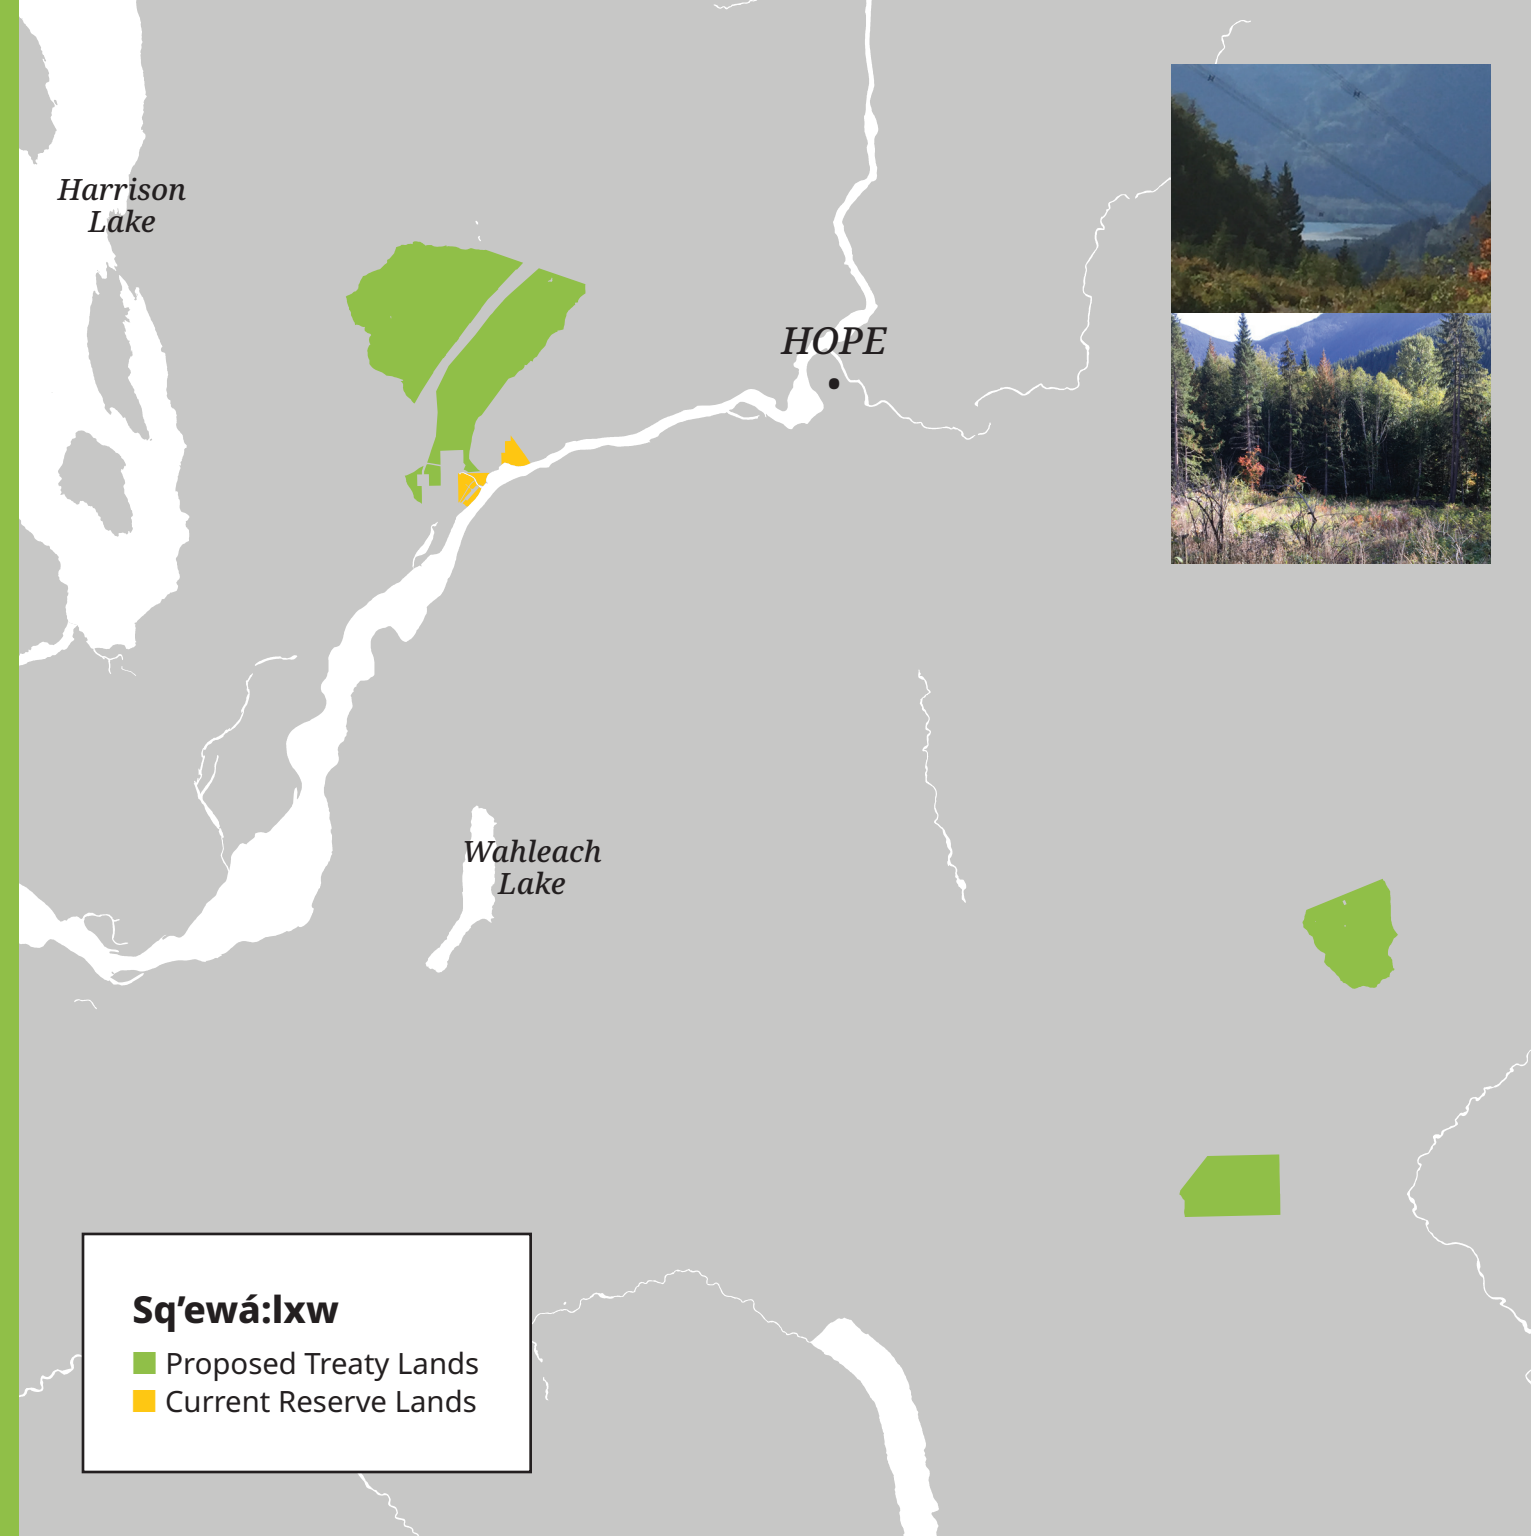 Harrison
Lake
HOPE
Wahleach
Lake
Sq’ewá:lxw
Proposed Treaty Lands
Current Reserve Lands